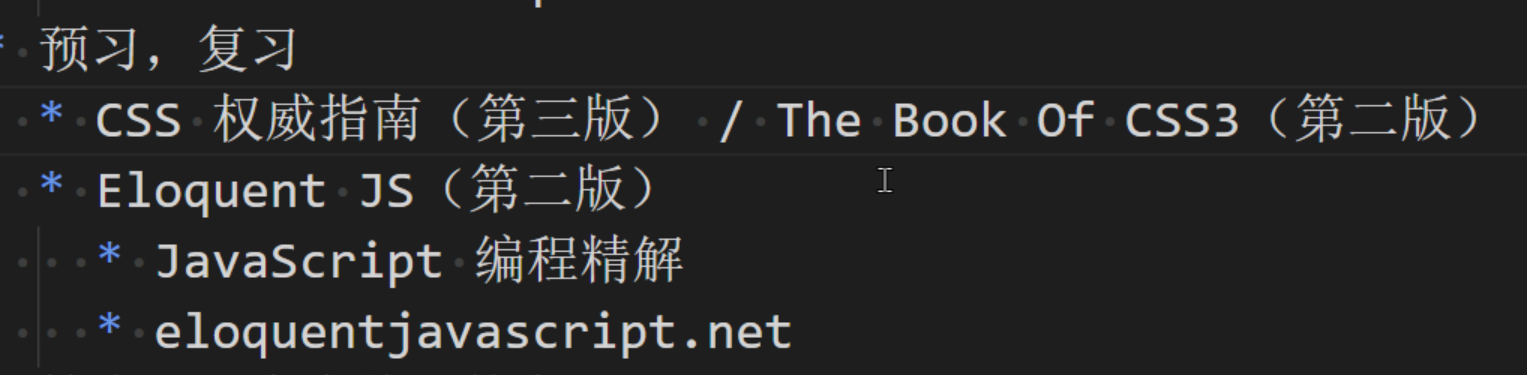 * 预习，复习
* CSS 权威指南（第三版） / The Book Of CSS3（第二版）
* Eloquent JS（第二版）
* JavaScript 编程精解
* eloquentjavascript.net